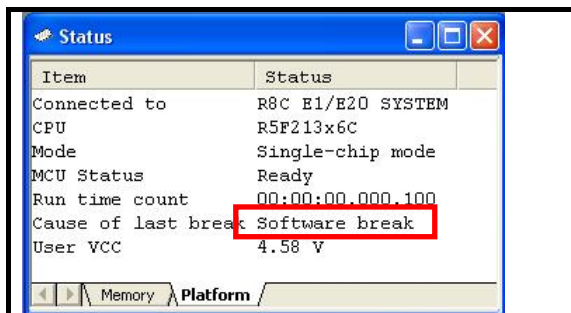 Status
Item Status
Connected to R8C E1/E20 SYSTEM
CPU R5F213x6C
Mode Single-chip mode
MCU Status Ready
Run time count 00:00:00.000.100
Cause of last break Software break
User VCC 4.58 V
Memory Platform